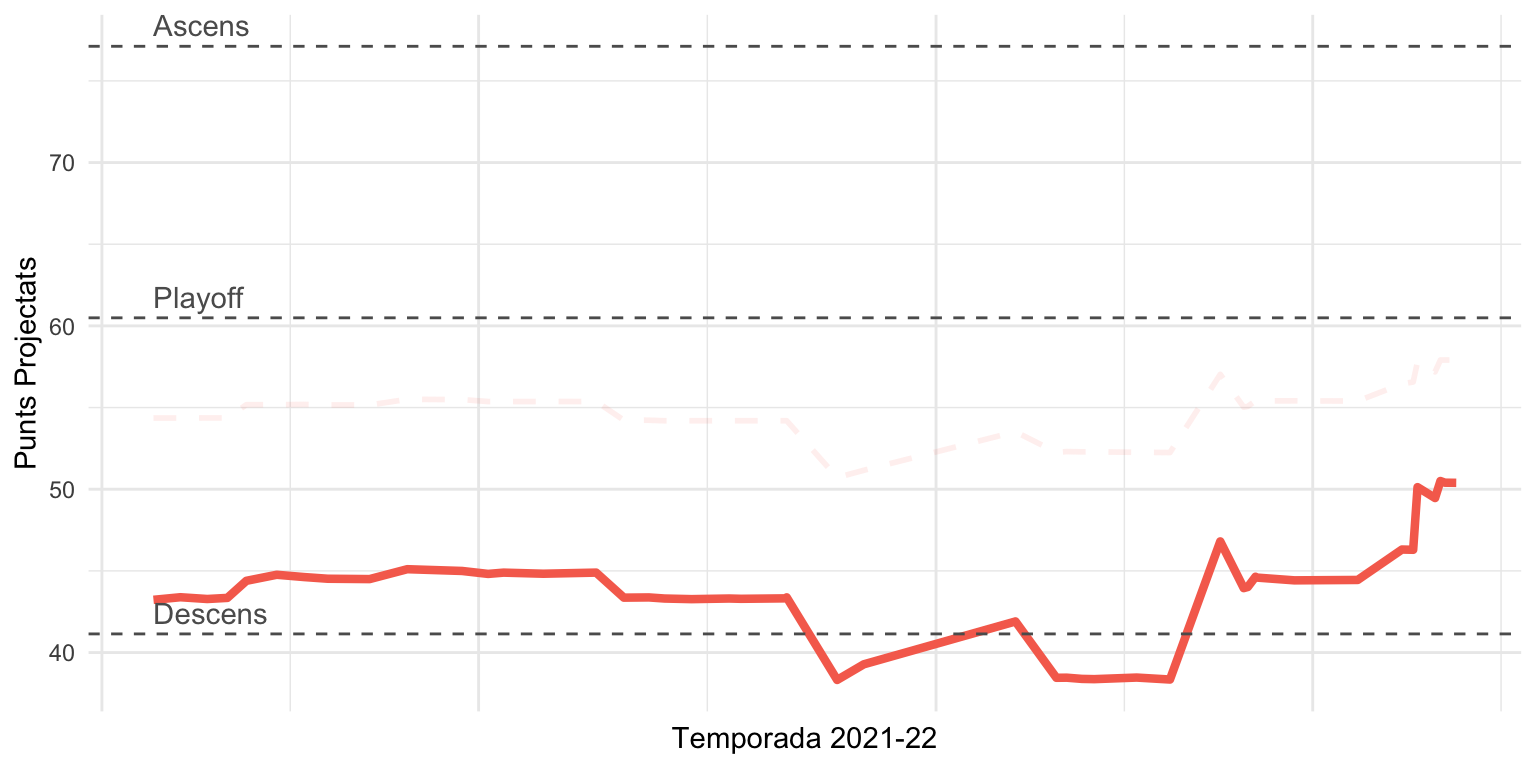 Ascens
70
Playoff
60
50
Descens
40
Punts Projectats
Temporada 2021-22